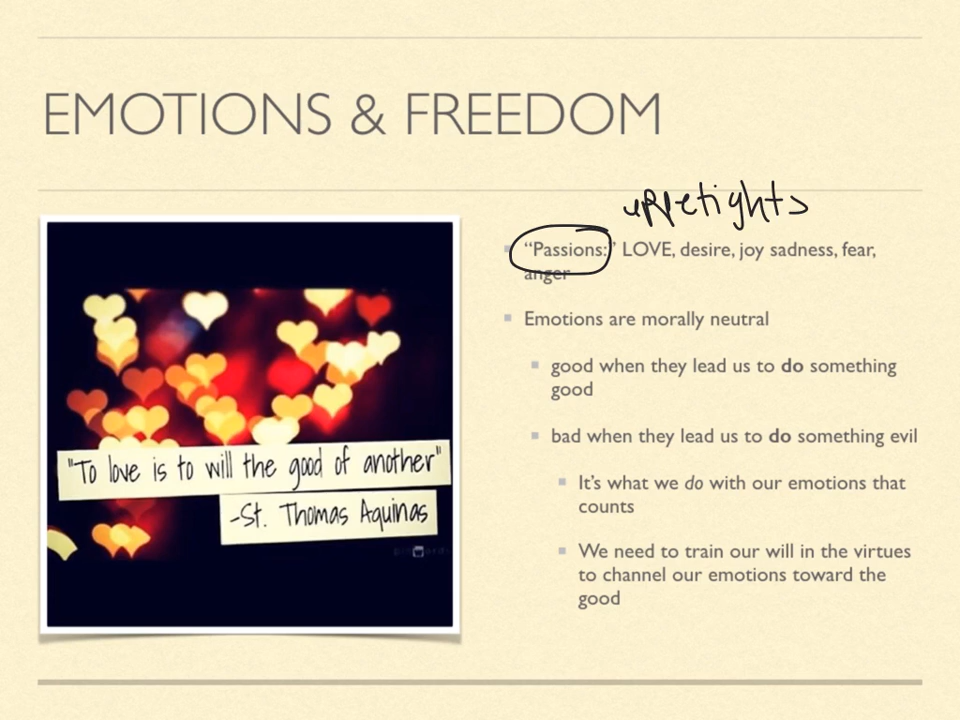 EMOTIONS & FREEDOM
"To love is to will the good of another"
-St. Thomas Aquinas
uppetights
“Passions:” LOVE, desire, joy sadness, fear,
anger
Emotions are morally neutral
good when they lead us to do something
good
bad when they lead us to do something evil
It’s what we do with our emotions that
counts
We need to train our will in the virtues
to channel our emotions toward the
good